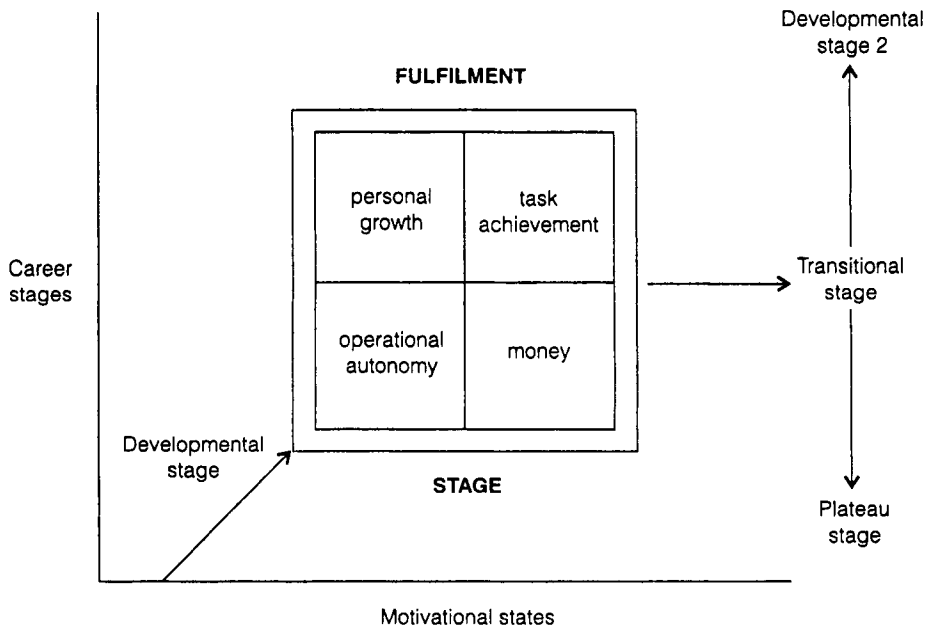 Developmental
stage 2
FULFILMENT
personal
growth
task
achievement
Career
stages
Transitional
stage
operational
autonomy
money
Developmental
stage
STAGE
Plateau
stage
Motivational states